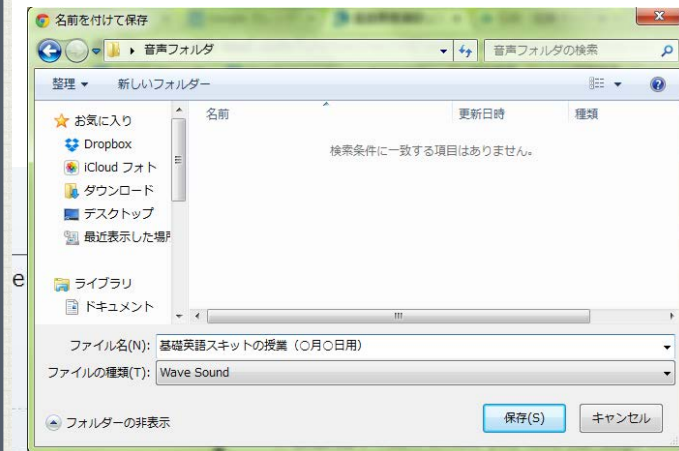 名前を付けて保存
音声フォルダ
音声フォルダの検索
整理 新しいフォルダー
名前 更新日時 種類
検索条件に一致する項目はありません。
お気に入り
Dropbox
iCloud フォト
ダウンロード
デスクトップ
最近表示した場所
ライブラリ
ドキュメント
e
ファイル名(N): 基礎英語スキットの授業（○月○日用）
ファイルの種類(T): Wave Sound
フォルダーの非表示
保存(S) キャンセル